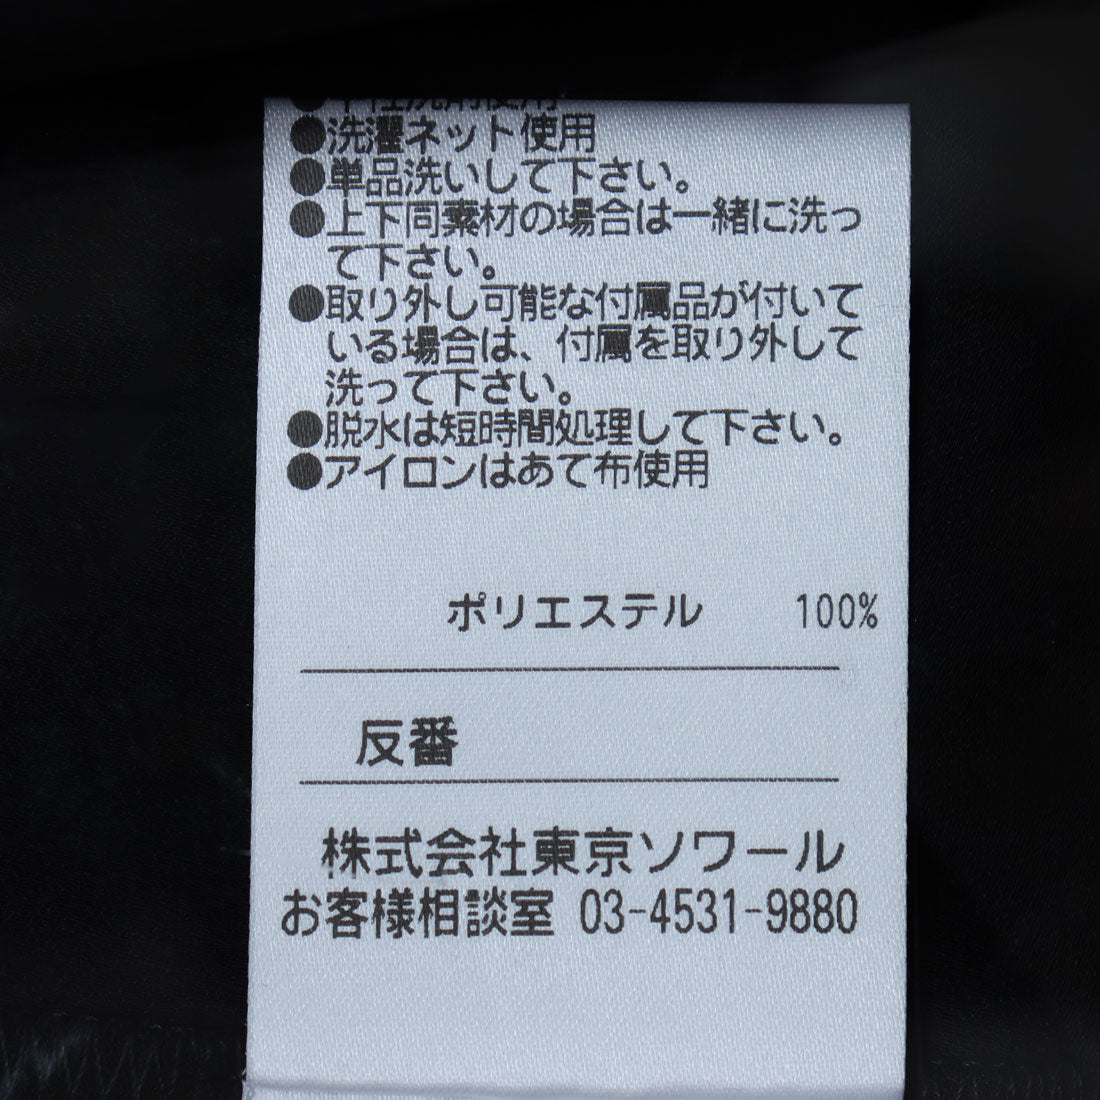 ●洗濯ネット使用
●単品洗いして下さい。
●上下同素材の場合は一緒に洗っ
て下さい。
●取り外し可能な付属品が付いて
いる場合は、付属を取り外して
洗って下さい。
●脱水は短時間処理して下さい。
●アイロンはあて布使用
ポリエステル 100%
反番
株式会社東京ソワール
お客様相談室 03-4531-9880